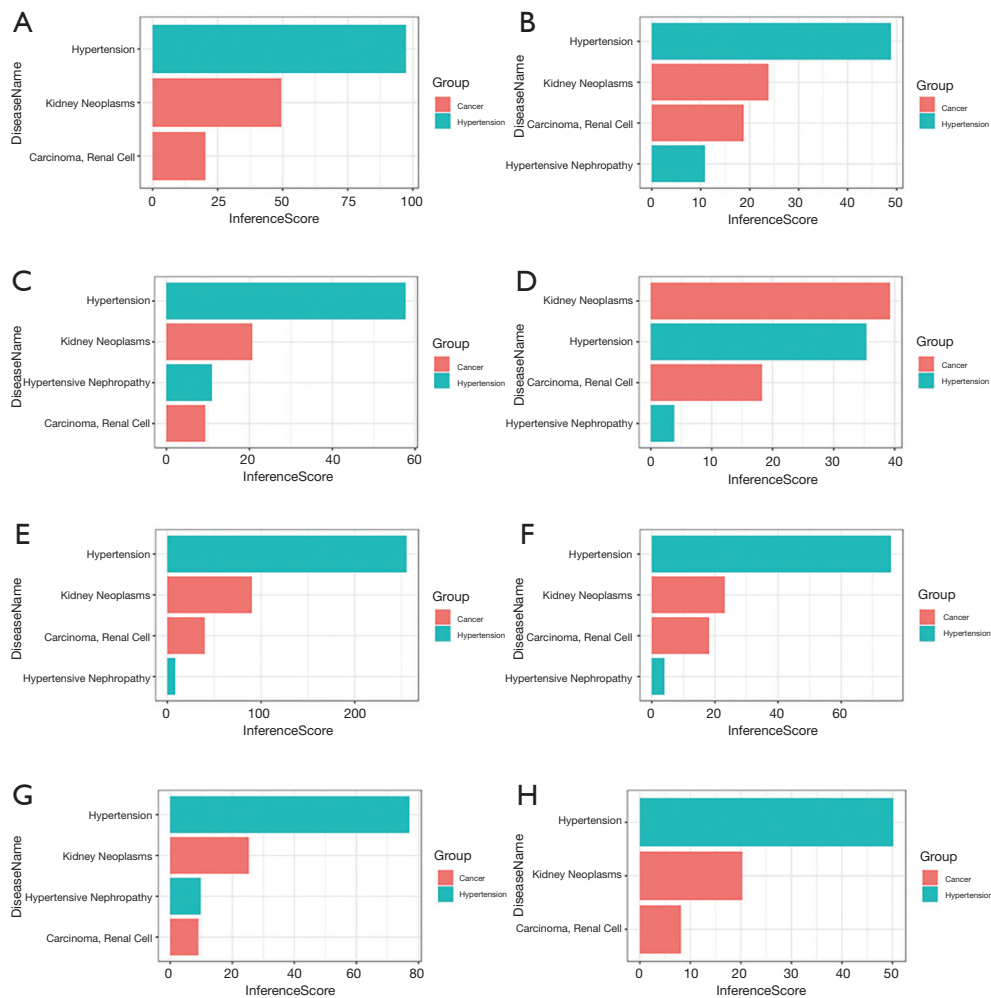 A
DiseaseName
Hypertension
Kidney Neoplasms
Carcinoma, Renal Cell
0 25 50 75 100
InferenceScore
Group
Cancer
Hypertension
B
DiseaseName
Hypertension
Kidney Neoplasms
Carcinoma, Renal Cell
Hypertensive Nephropathy
0 10 20 30 40 50
InferenceScore
Group
Cancer
Hypertension
C
DiseaseName
Hypertension
Kidney Neoplasms
Hypertensive Nephropathy
Carcinoma, Renal Cell
0 20 40 60
InferenceScore
Group
Cancer
Hypertension
D
DiseaseName
Kidney Neoplasms
Hypertension
Carcinoma, Renal Cell
Hypertensive Nephropathy
0 10 20 30 40
InferenceScore
Group
Cancer
Hypertension
E
DiseaseName
Hypertension
Kidney Neoplasms
Carcinoma, Renal Cell
Hypertensive Nephropathy
0 100 200
InferenceScore
Group
Cancer
Hypertension
F
DiseaseName
Hypertension
Kidney Neoplasms
Carcinoma, Renal Cell
Hypertensive Nephropathy
0 20 40 60
InferenceScore
Group
Cancer
Hypertension
G
DiseaseName
Hypertension
Kidney Neoplasms
Hypertensive Nephropathy
Carcinoma, Renal Cell
0 20 40 60 80
InferenceScore
Group
Cancer
Hypertension
H
DiseaseName
Hypertension
Kidney Neoplasms
Carcinoma, Renal Cell
0 10 20 30 40 50
InferenceScore
Group
Cancer
Hypertension